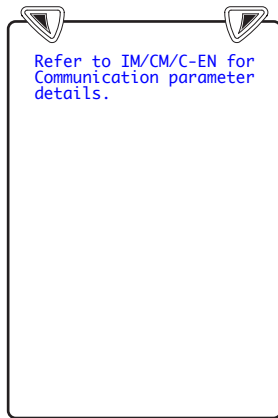 Refer to IM/CM/C-EN for
Communication parameter
details.